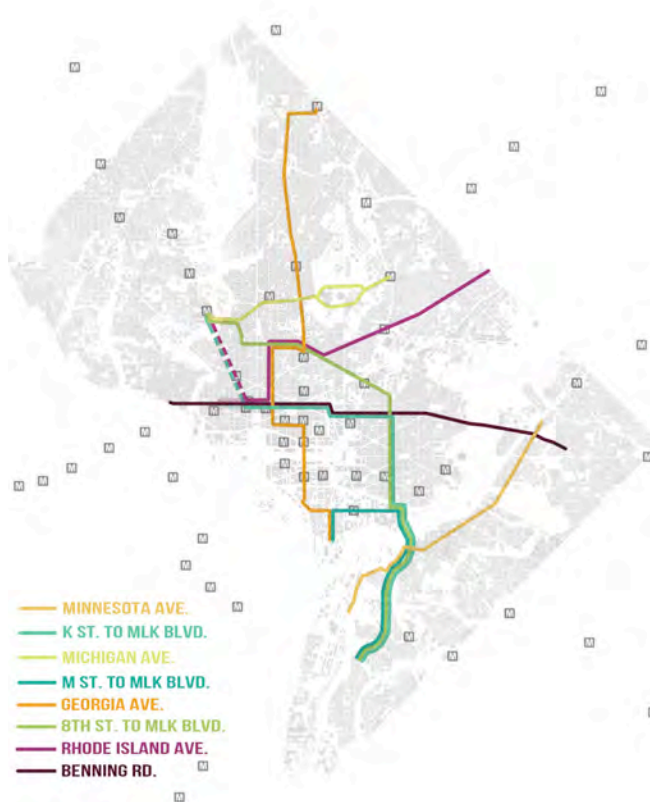 MINNESOTA AVE.
K ST. TO MLK BLVD.
MICHIGAN AVE.
M ST. TO MLK BLVD.
GEORGIA AVE.
8TH ST. TO MLK BLVD.
RHODE ISLAND AVE.
BENNING RD.